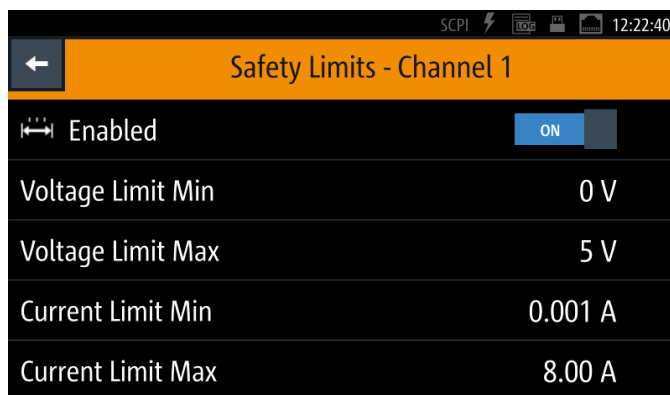 SCPI LOG 12:22:40
Safety Limits - Channel 1
Enabled ON
Voltage Limit Min 0 V
Voltage Limit Max 5 V
Current Limit Min 0.001 A
Current Limit Max 8.00 A